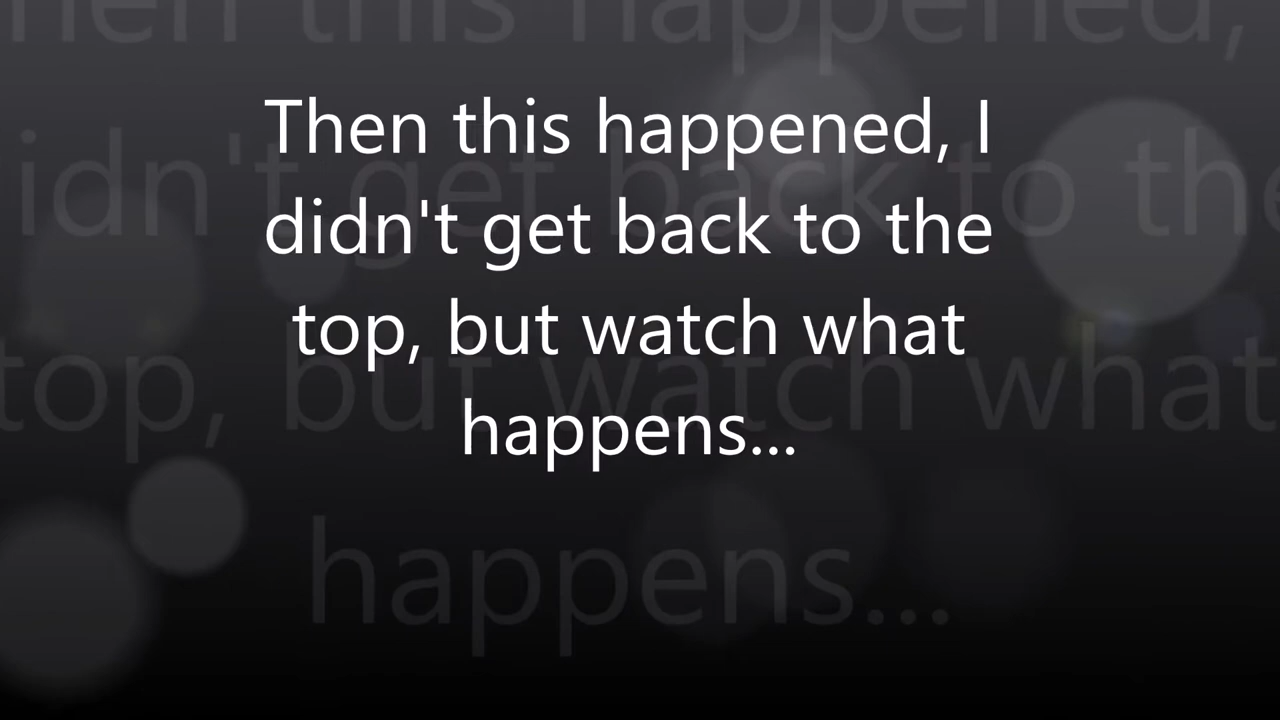 Then this happened, I
didn't get back to the
top, but watch what
happens...